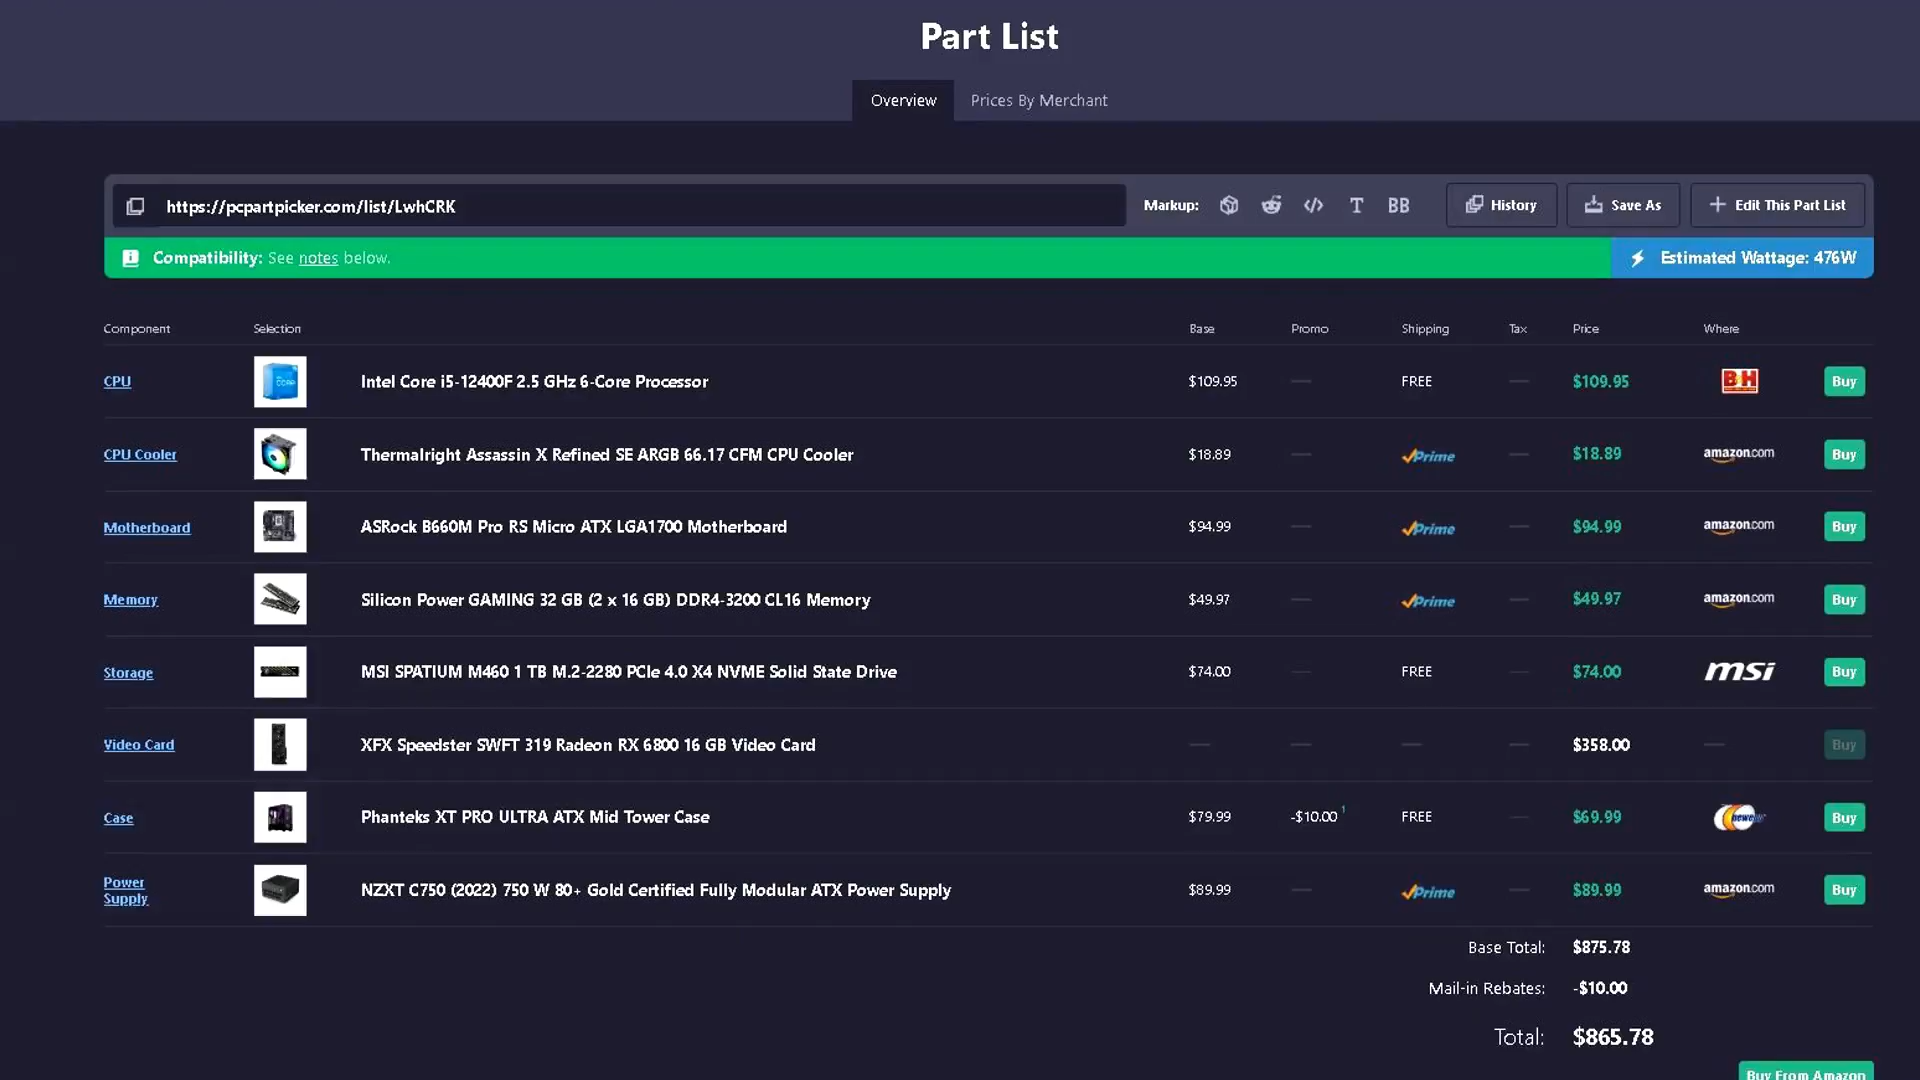 Part List
Overview Prices By Merchant
https://pcpartpicker.com/list/LwhCRK Markup: </> T BB History Save As + Edit This Part List
Compatibility: See notes below. Estimated Wattage: 476W
Component Selection Base Promo Shipping Tax Price Where
CPU Intel Core i5-12400F 2.5 GHz 6-Core Processor $109.95 — FREE — $109.95 B&H Buy
CPU Cooler Thermalright Assassin X Refined SE ARGB 66.17 CFM CPU Cooler $18.89 — Prime — $18.89 amazon.com Buy
Motherboard ASRock B660M Pro RS Micro ATX LGA1700 Motherboard $94.99 — Prime — $94.99 amazon.com Buy
Memory Silicon Power GAMING 32 GB (2 x 16 GB) DDR4-3200 CL16 Memory $49.97 — Prime — $49.97 amazon.com Buy
Storage MSI SPATIUM M460 1 TB M.2-2280 PCIe 4.0 X4 NVME Solid State Drive $74.00 — FREE — $74.00 msi Buy
Video Card XFX Speedster SWFT 319 Radeon RX 6800 16 GB Video Card — — — — $358.00 — Buy
Case Phanteks XT PRO ULTRA ATX Mid Tower Case $79.99 -$10.00 1 FREE — $69.99 newegg Buy
Power
Supply NZXT C750 (2022) 750 W 80+ Gold Certified Fully Modular ATX Power Supply $89.99 — Prime — $89.99 amazon.com Buy
Base Total: $875.78
Mail-in Rebates: -$10.00
Total: $865.78
Buy From Amazon